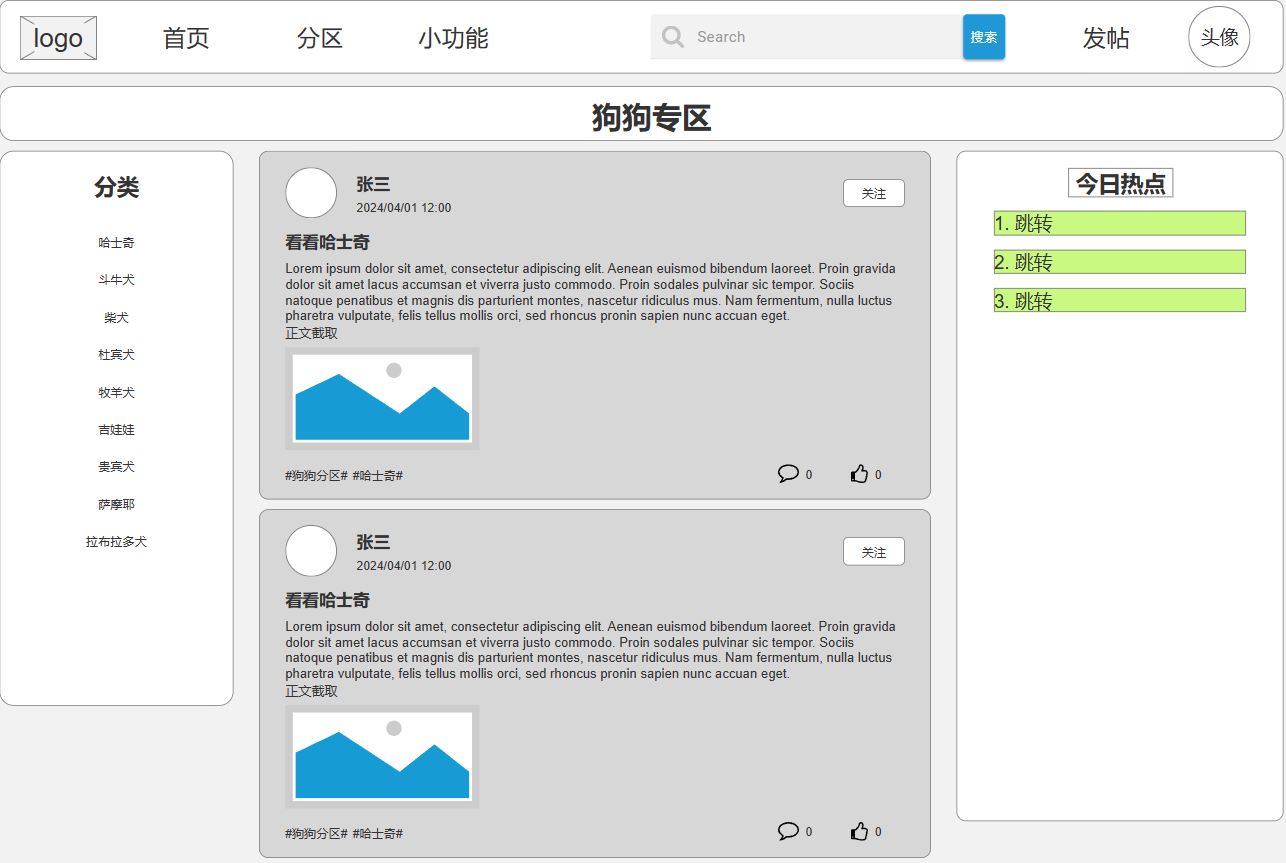 logo
首页
分区
小功能
Search
搜索
发帖
头像
狗狗专区
分类
哈士奇
斗牛犬
柴犬
杜宾犬
牧羊犬
吉娃娃
贵宾犬
萨摩耶
拉布拉多犬
张三
2024/04/01 12:00
关注
看看哈士奇
Lorem ipsum dolor sit amet, consectetur adipiscing elit. Aenean euismod bibendum laoreet. Proin gravida
dolor sit amet lacus accumsan et viverra justo commodo. Proin sodales pulvinar sic tempor. Sociis
natoque penatibus et magnis dis parturient montes, nascetur ridiculus mus. Nam fermentum, nulla luctus
pharetra vulputate, felis tellus mollis orci, sed rhoncus pronin sapien nunc accuan eget.
正文截取
#狗狗分区# #哈士奇#
0
0
张三
2024/04/01 12:00
关注
看看哈士奇
Lorem ipsum dolor sit amet, consectetur adipiscing elit. Aenean euismod bibendum laoreet. Proin gravida
dolor sit amet lacus accumsan et viverra justo commodo. Proin sodales pulvinar sic tempor. Sociis
natoque penatibus et magnis dis parturient montes, nascetur ridiculus mus. Nam fermentum, nulla luctus
pharetra vulputate, felis tellus mollis orci, sed rhoncus pronin sapien nunc accuan eget.
正文截取
#狗狗分区# #哈士奇#
0
0
今日热点
1. 跳转
2. 跳转
3. 跳转